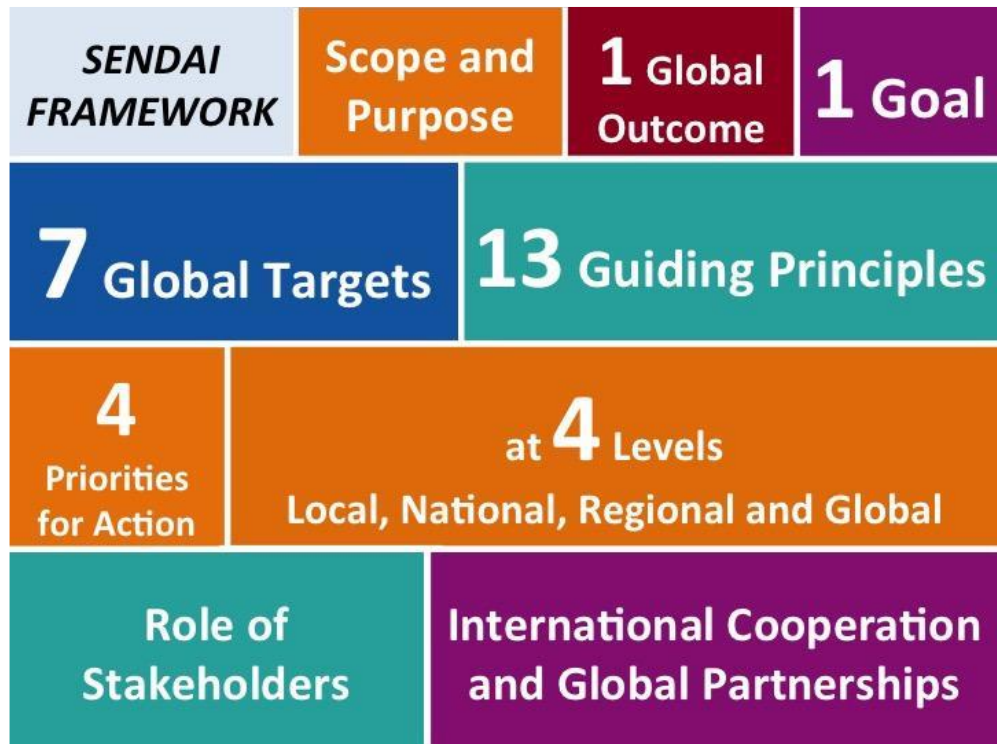 SENDAI
FRAMEWORK
Scope and
Purpose
1 Global
Outcome
1 Goal
7 Global Targets
13 Guiding Principles
4
Priorities
for Action
at 4 Levels
Local, National, Regional and Global
Role of
Stakeholders
International Cooperation
and Global Partnerships